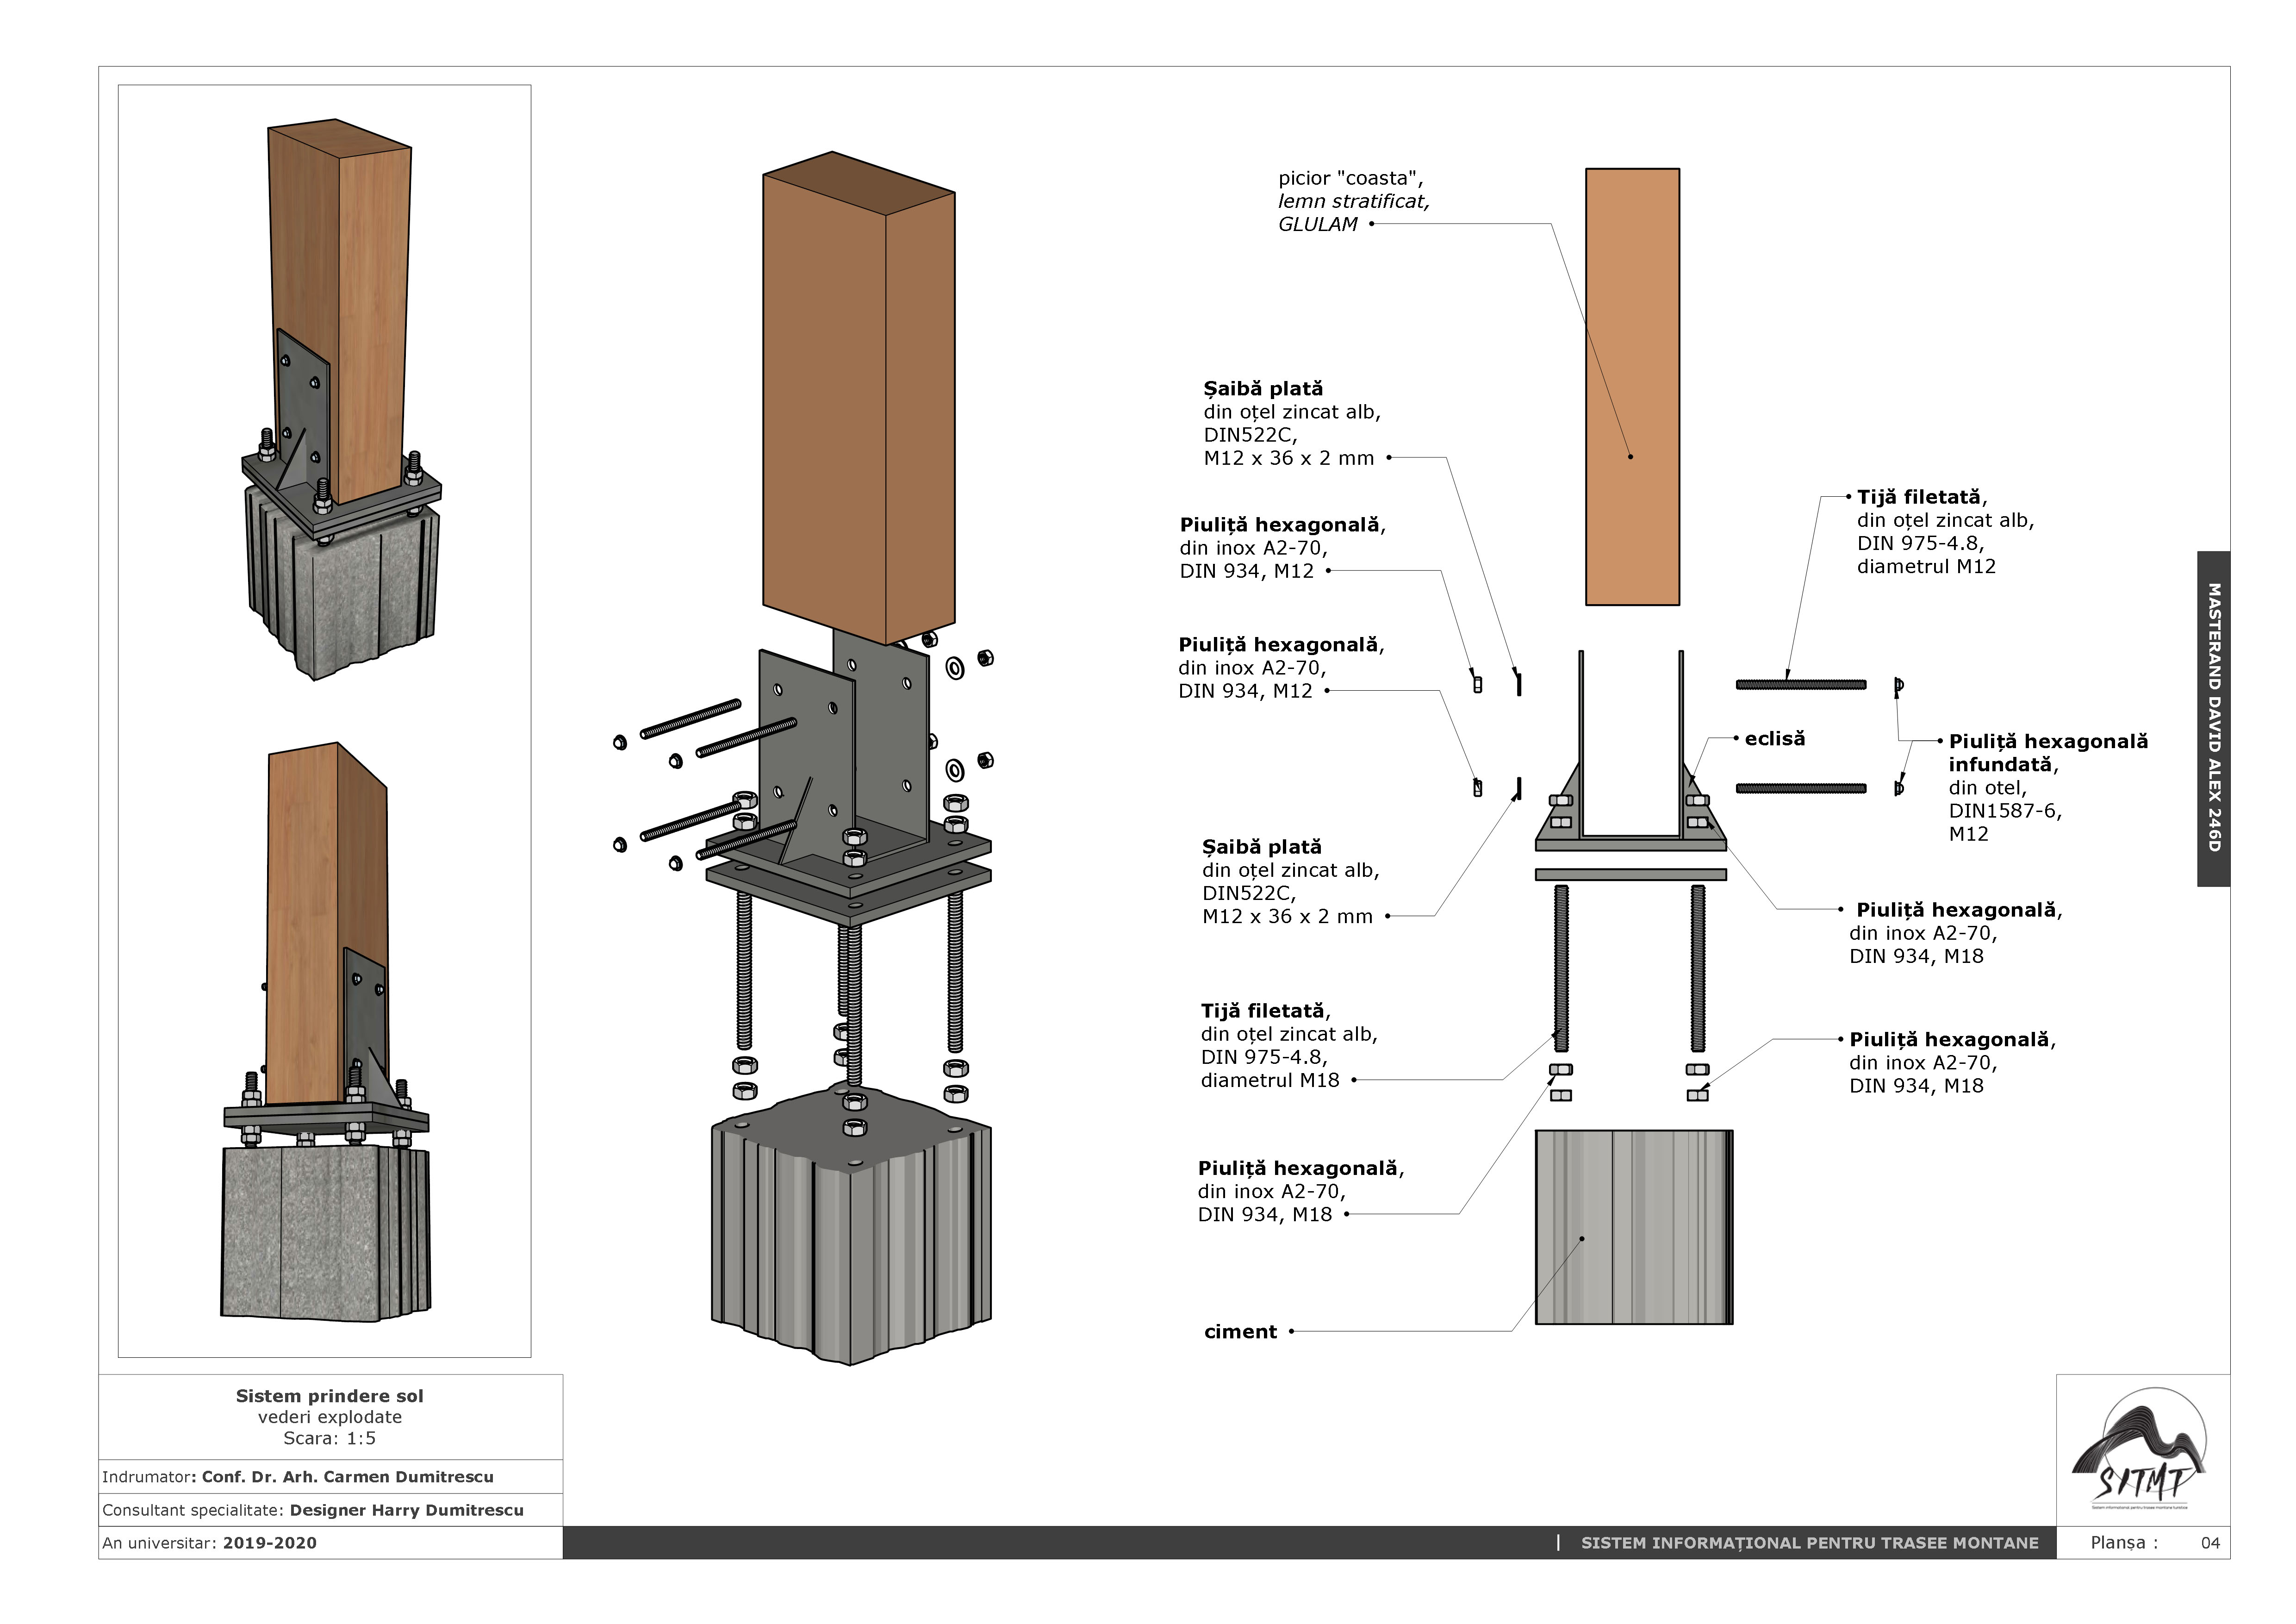 picior "coasta",
lemn stratificat,
GLULAM
Șaibă plată
din oțel zincat alb,
DIN522C,
M12 x 36 x 2 mm
Piuliță hexagonală,
din inox A2-70,
DIN 934, M12
Piuliță hexagonală,
din inox A2-70,
DIN 934, M12
Șaibă plată
din oțel zincat alb,
DIN522C,
M12 x 36 x 2 mm
Tijă filetată,
din oțel zincat alb,
DIN 975-4.8,
diametrul M18
Piuliță hexagonală,
din inox A2-70,
DIN 934, M18
ciment
Tijă filetată,
din oțel zincat alb,
DIN 975-4.8,
diametrul M12
eclisă
Piuliță hexagonală
infundată,
din otel,
DIN1587-6,
M12
Piuliță hexagonală,
din inox A2-70,
DIN 934, M18
Piuliță hexagonală,
din inox A2-70,
DIN 934, M18
MASTERAND DAVID ALEX 246D
Sistem prindere sol
vederi explodate
Scara: 1:5
Indrumator: Conf. Dr. Arh. Carmen Dumitrescu
Consultant specialitate: Designer Harry Dumitrescu
An universitar: 2019-2020
SISTEM INFORMAȚIONAL PENTRU TRASEE MONTANE
SITMT
Sistem informational pentru trasee montane turistice
Planșa : 04